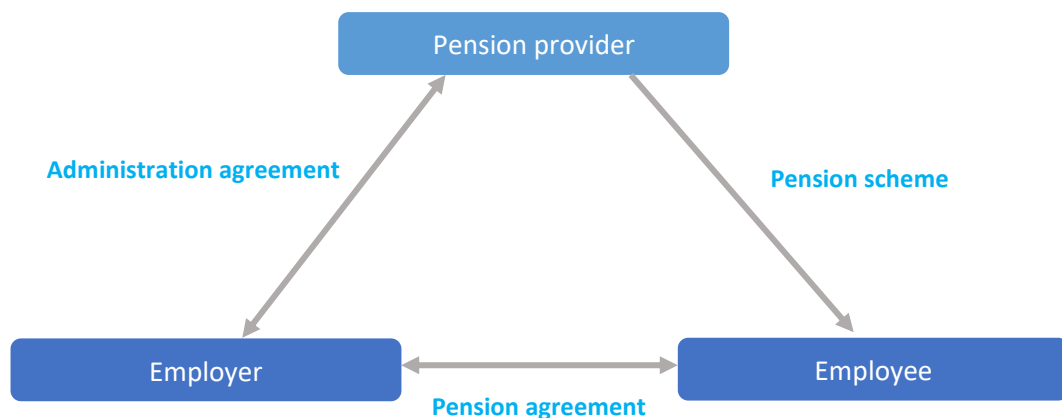 Pension provider
Administration agreement
Pension scheme
Employer
Employee
Pension agreement